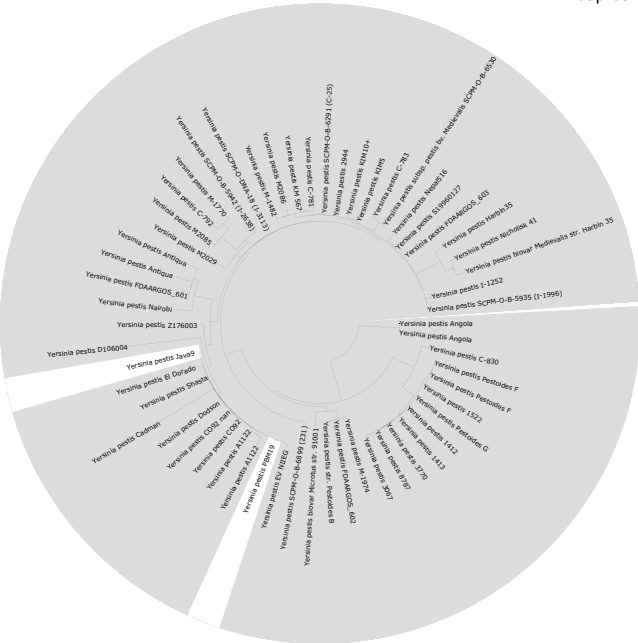 Yersinia pestis subsp. pestis bv. Medievalis SCPM-O-B-6530
Yersinia pestis Nepal516
Yersinia pestis S19960127
Yersinia pestis FDAARGOS_603
Yersinia pestis Harbin35
Yersinia pestis Nicholisk 41
Yersinia pestis biovar Medievalis str. Harbin 35
Yersinia pestis I-1252
Yersinia pestis SCPM-O-B-5935 (I-1996)
Yersinia pestis Angola
Yersinia pestis Angola
Yersinia pestis C-830
Yersinia pestis Pestoides F
Yersinia pestis Pestoides F
Yersinia pestis 1522
Yersinia pestis Pestoides G
Yersinia pestis 1412
Yersinia pestis 1413
Yersinia pestis 3770
Yersinia pestis 8787
Yersinia pestis 3067
Yersinia pestis M-1974
Yersinia pestis FDAARGOS_602
Yersinia pestis str. Pestoides B
Yersinia pestis biovar Microtus str. 91001
Yersinia pestis SCPM-O-B-6899 (231)
Yersinia pestis EV NIIEG
Yersinia pestis PBM19
Yersinia pestis A1122
Yersinia pestis A1122
Yersinia pestis CO92
Yersinia pestis CO92 nan
Yersinia pestis Dodson
Yersinia pestis Cadman
Yersinia pestis Shasta
Yersinia pestis El Dorado
Yersinia pestis Java9
Yersinia pestis D106004
Yersinia pestis Z176003
Yersinia pestis Nairobi
Yersinia pestis FDAARGOS_601
Yersinia pestis Antiqua
Yersinia pestis Antiqua
Yersinia pestis M2029
Yersinia pestis M2085
Yersinia pestis C-792
Yersinia pestis M-1770
Yersinia pestis SCPM-O-B-5942 (I-2638)
Yersinia pestis SCPM-O-DNA-18 (I-3113)
Yersinia pestis M-1482
Yersinia pestis M2086
Yersinia pestis KM 567
Yersinia pestis C-781
Yersinia pestis SCPM-O-B-6291 (C-25)
Yersinia pestis 2944
Yersinia pestis KIM10+
Yersinia pestis KIM5
Yersinia pestis C-783